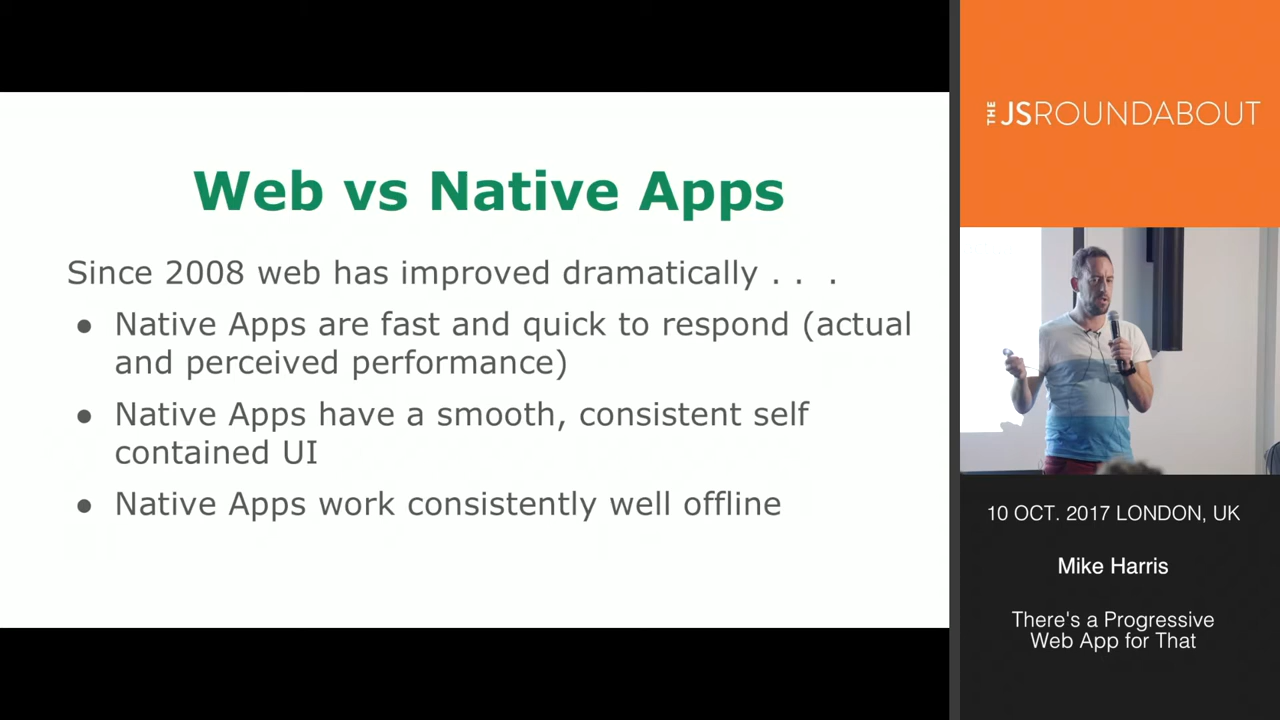 Web vs Native Apps
Since 2008 web has improved dramatically . . .
● Native Apps are fast and quick to respond (actual
and perceived performance)
● Native Apps have a smooth, consistent self
contained UI
● Native Apps work consistently well offline
THE JSROUNDABOUT
10 OCT. 2017 LONDON, UK
Mike Harris
There's a Progressive
Web App for That